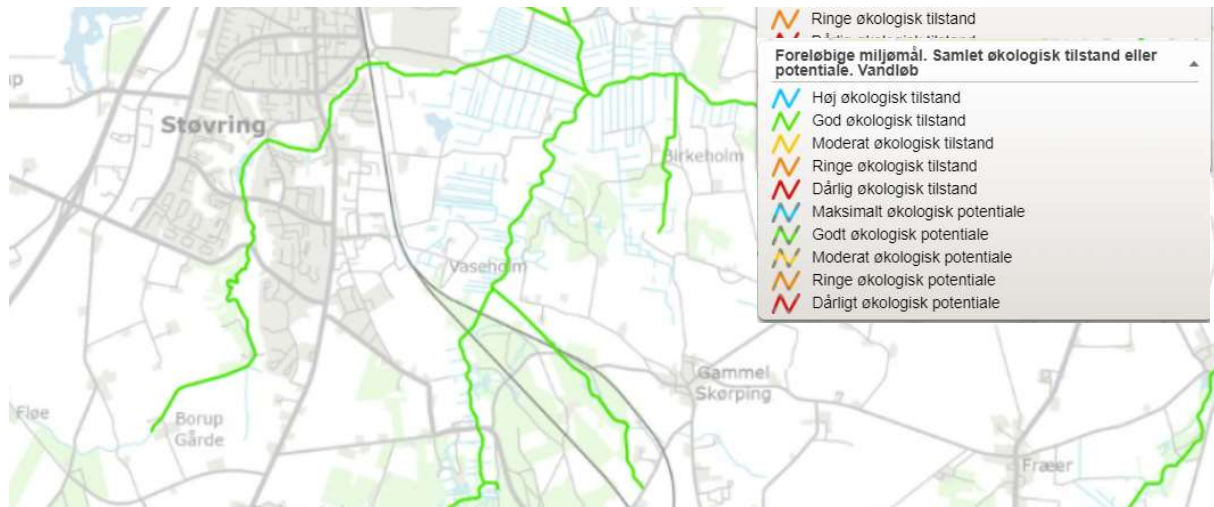 Ringe økologisk tilstand
Foreløbige miljømål. Samlet økologisk tilstand eller
potentiale. Vandløb
Høj økologisk tilstand
God økologisk tilstand
Moderat økologisk tilstand
Ringe økologisk tilstand
Dårlig økologisk tilstand
Maksimalt økologisk potentiale
Godt økologisk potentiale
Moderat økologisk potentiale
Ringe økologisk potentiale
Dårligt økologisk potentiale
Støvring
Birkeholm
Vaseholm
Gammel
Skørping
Fløe
Borup
Gårde
Fræer